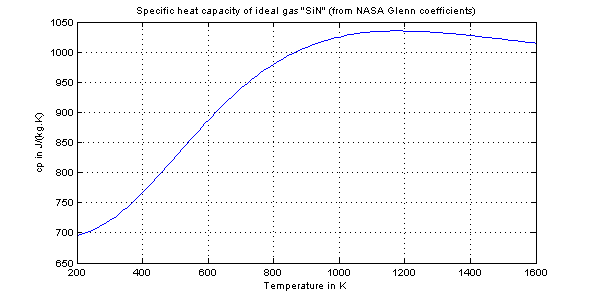 Specific heat capacity of ideal gas "SiN" (from NASA Glenn coefficients)
1050
1000
950
900
850
800
750
700
650
cp in J/(kg.K)
200 400 600 800 1000 1200 1400 1600
Temperature in K